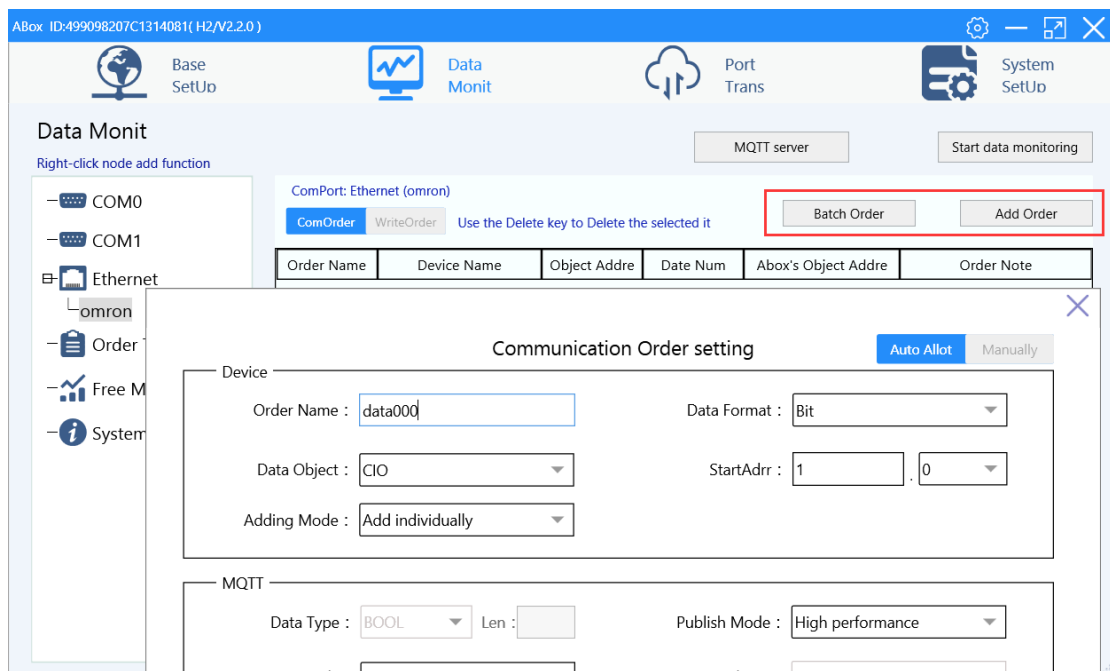 ABox ID:499098207C1314081( H2/V2.2.0 )
Base
SetUp
Data
Monit
Port
Trans
System
SetUp
Data Monit
MQTT server
Start data monitoring
Right-click node add function
COM0
COM1
Ethernet
omron
Order
Free M
System
ComPort: Ethernet (omron)
ComOrder WriteOrder Use the Delete key to Delete the selected it
Batch Order
Add Order
Order Name Device Name Object Addre Date Num Abox's Object Addre Order Note
Communication Order setting
Auto Allot Manually
Device
Order Name : data000
Data Format : Bit
Data Object : CIO
StartAdrr : 1 . 0
Adding Mode : Add individually
MQTT
Data Type : BOOL Len :
Publish Mode : High performance